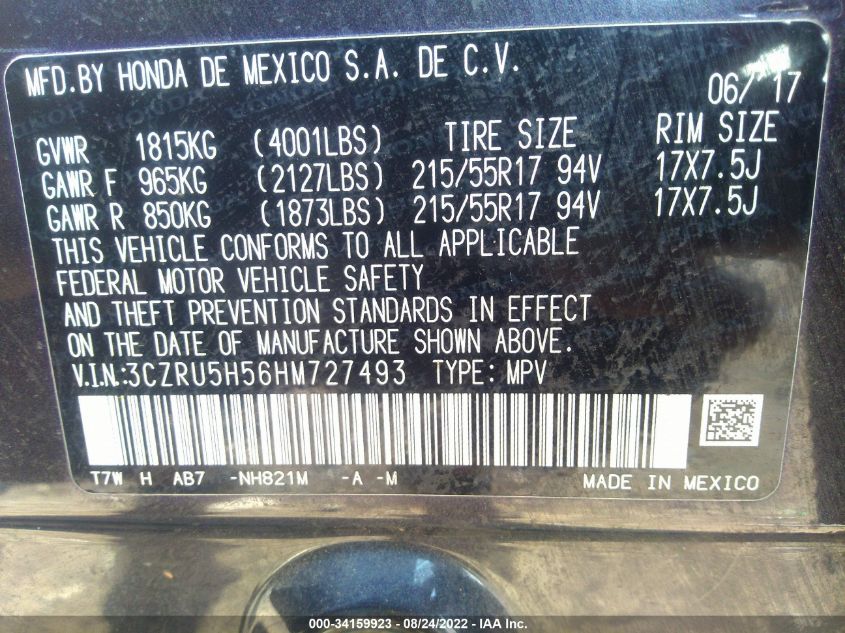 MFD.BY HONDA DE MEXICO S.A. DE C.V.
06/17
GVWR 1815KG (4001LBS) TIRE SIZE RIM SIZE
GAWR F 965KG (2127LBS) 215/55R17 94V 17X7.5J
GAWR R 850KG (1873LBS) 215/55R17 94V 17X7.5J
THIS VEHICLE CONFORMS TO ALL APPLICABLE
FEDERAL MOTOR VEHICLE SAFETY
AND THEFT PREVENTION STANDARDS IN EFFECT
ON THE DATE OF MANUFACTURE SHOWN ABOVE.
V.I.N.:3CZRU5H56HM727493 TYPE: MPV
T7W H AB7 -NH821M -A -M MADE IN MEXICO
000-34159923 - 08/24/2022 - IAA Inc.